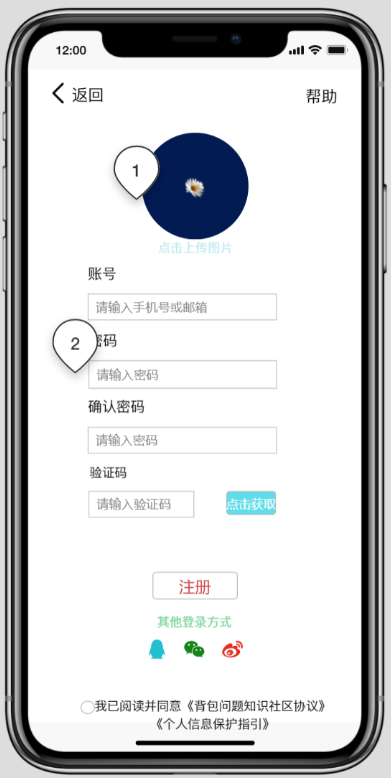 12:00
返回
帮助
1
点击上传图片
账号
请输入手机号或邮箱
2
密码
请输入密码
确认密码
请输入密码
验证码
请输入验证码
点击获取
注册
其他登录方式
我已阅读并同意《背包问题知识社区协议》
《个人信息保护指引》